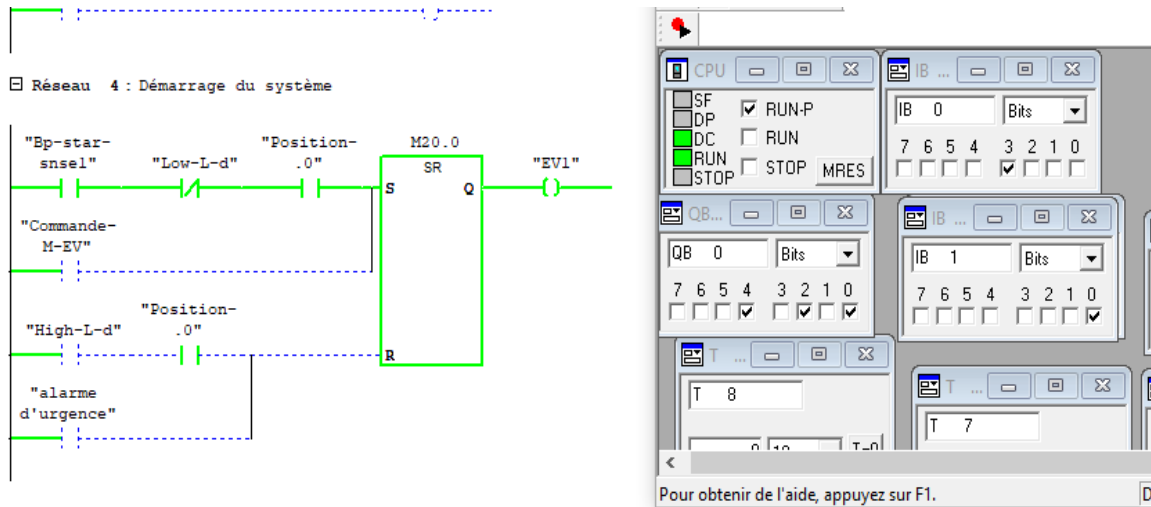 Réseau 4 : Démarrage du système
"Bp-star-
snsel"
"Low-L-d"
"Position-
.0"
M20.0
SR
S
Q
"EV1"
"Commande-
M-EV"
"High-L-d"
"Position-
.0"
R
"alarme
d'urgence"
CPU
SF
DP
DC
RUN
STOP
RUN-P
RUN
STOP
MRES
IB ...
IB 0
Bits
7 6 5 4 3 2 1 0
QB...
QB 0
Bits
7 6 5 4 3 2 1 0
IB ...
IB 1
Bits
7 6 5 4 3 2 1 0
T ...
T 8
T ...
T 7
Pour obtenir de l'aide, appuyez sur F1.
D